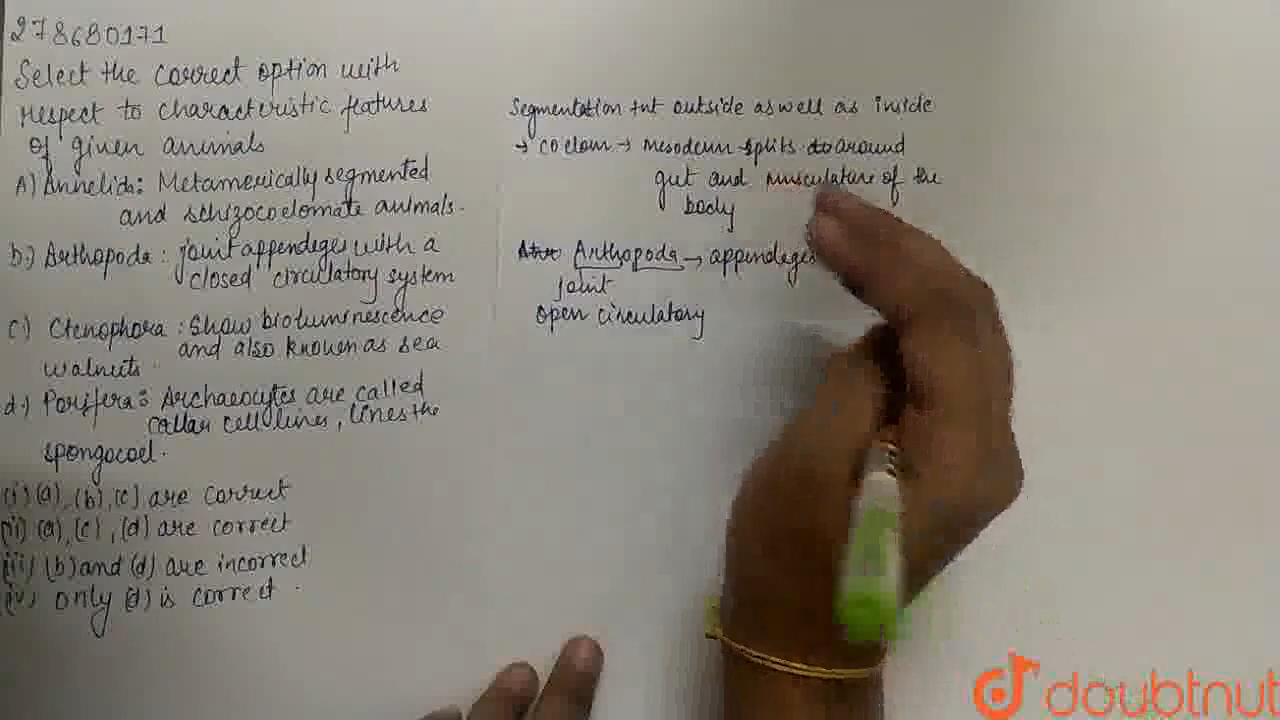 278680171
Select the correct option with
respect to characteristic features
of given animals
A) Annelida: Metamerically segmented
and schizocoelomate animals.
b.) Arthropoda : joint appendeges with a
closed circulatory system
c.) Ctenophora : Show bioluminescence
and also known as sea
walnuts.
d.) Porifera: Archaeocytes are called
collar cell lines, lines the
spongocoel.
(i) (a), (b), (c) are correct
(ii) (a), (c), (d) are correct
(iii) (b) and (d) are incorrect
(iv) only (d) is correct.
Segmentation tnt outside as well as inside
→ coelom → Mesoderm splits around
gut and musculature of the
body
Arthopoda → appendeges
joint
open circulatory
doubtnut